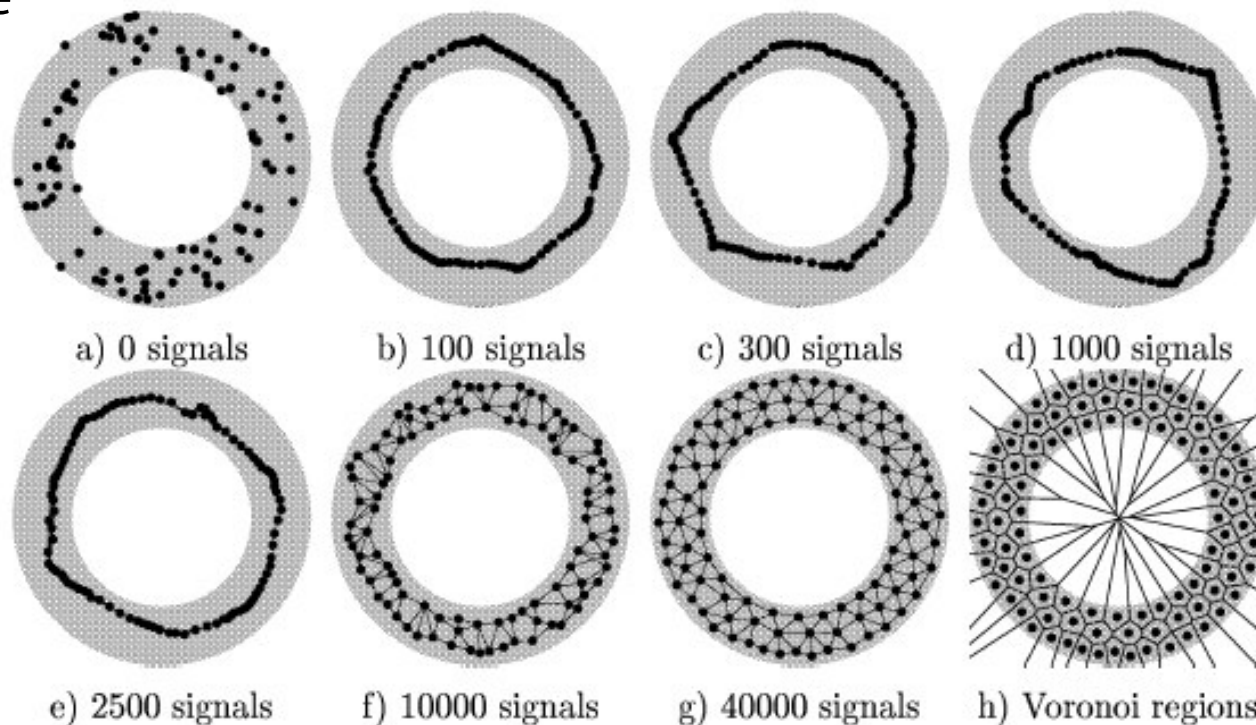 a) 0 signals
b) 100 signals
c) 300 signals
d) 1000 signals
e) 2500 signals
f) 10000 signals
g) 40000 signals
h) Voronoi regions